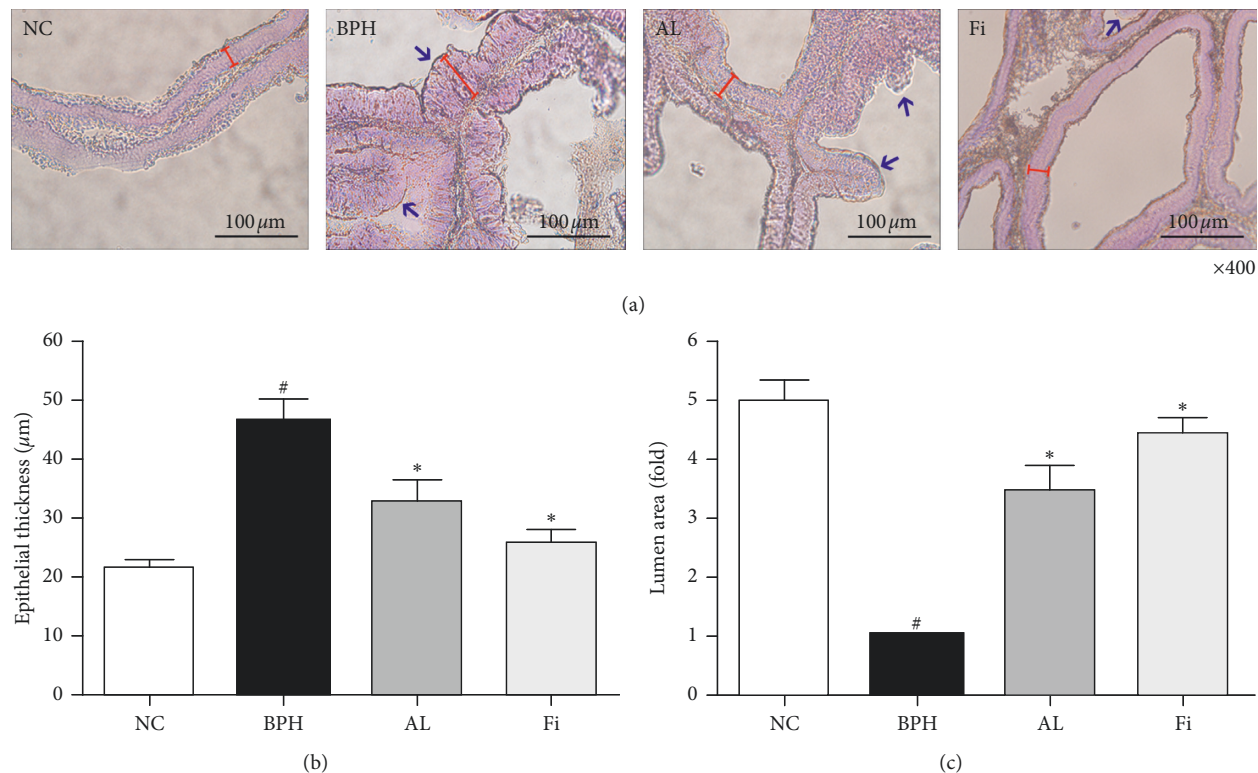 NC BPH AL Fi
100 μm 100 μm 100 μm 100 μm
×400
(a)
Epithelial thickness (μm)
60
50
40
30
20
10
0
#
*
*
NC BPH AL Fi
(b)
Lumen area (fold)
6
5
4
3
2
1
0
#
*
*
NC BPH AL Fi
(c)